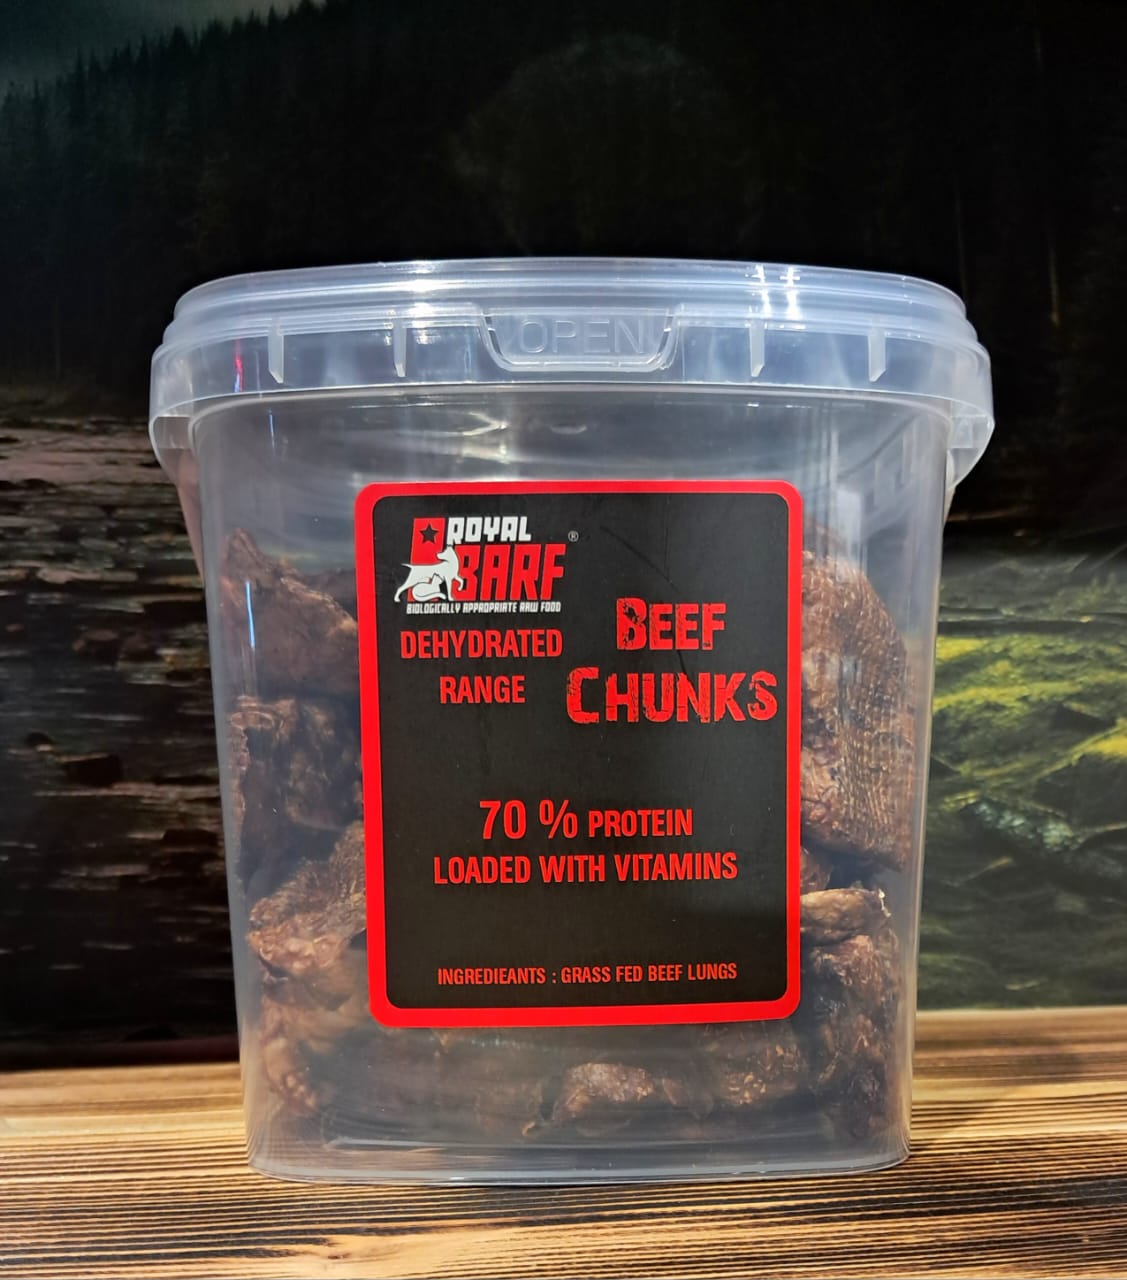 OPEN
ROYAL
BARF ®
BIOLOGICALLY APPROPRIATE RAW FOOD
DEHYDRATED
RANGE
BEEF
CHUNKS
70 % PROTEIN
LOADED WITH VITAMINS
INGREDIEANTS : GRASS FED BEEF LUNGS